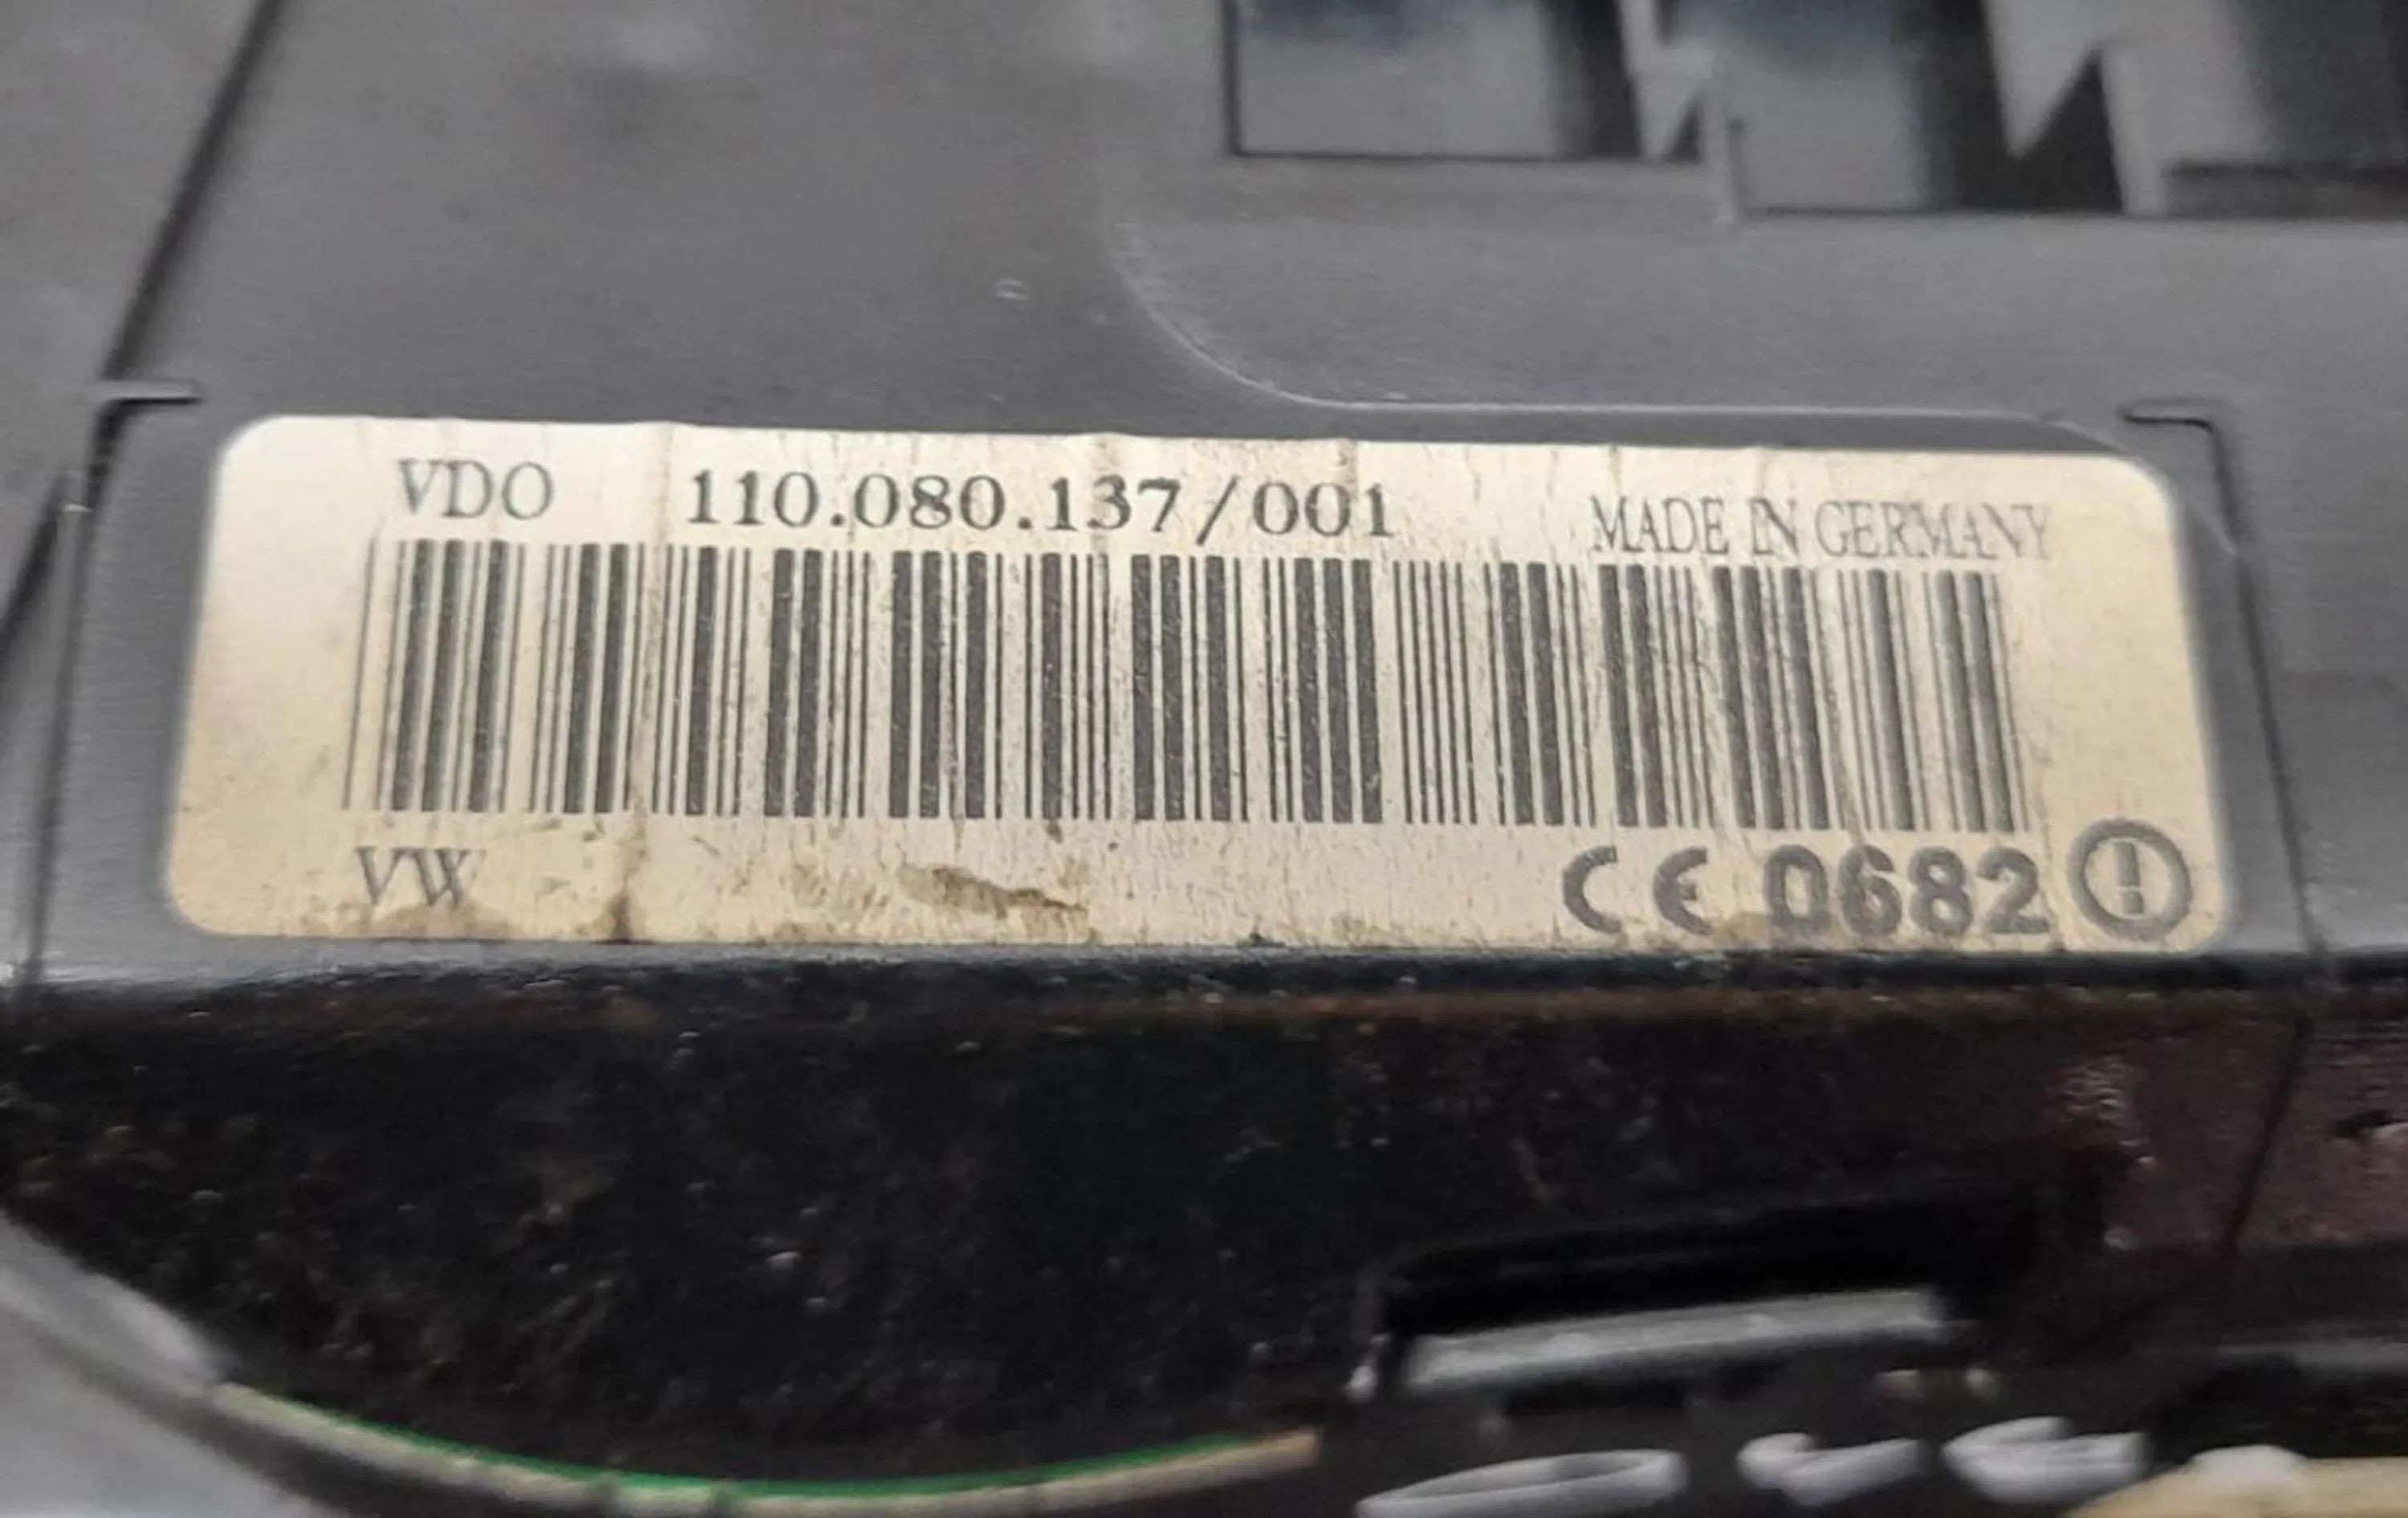 VDO 110.080.137/001 MADE IN GERMANY
VW CE 0682